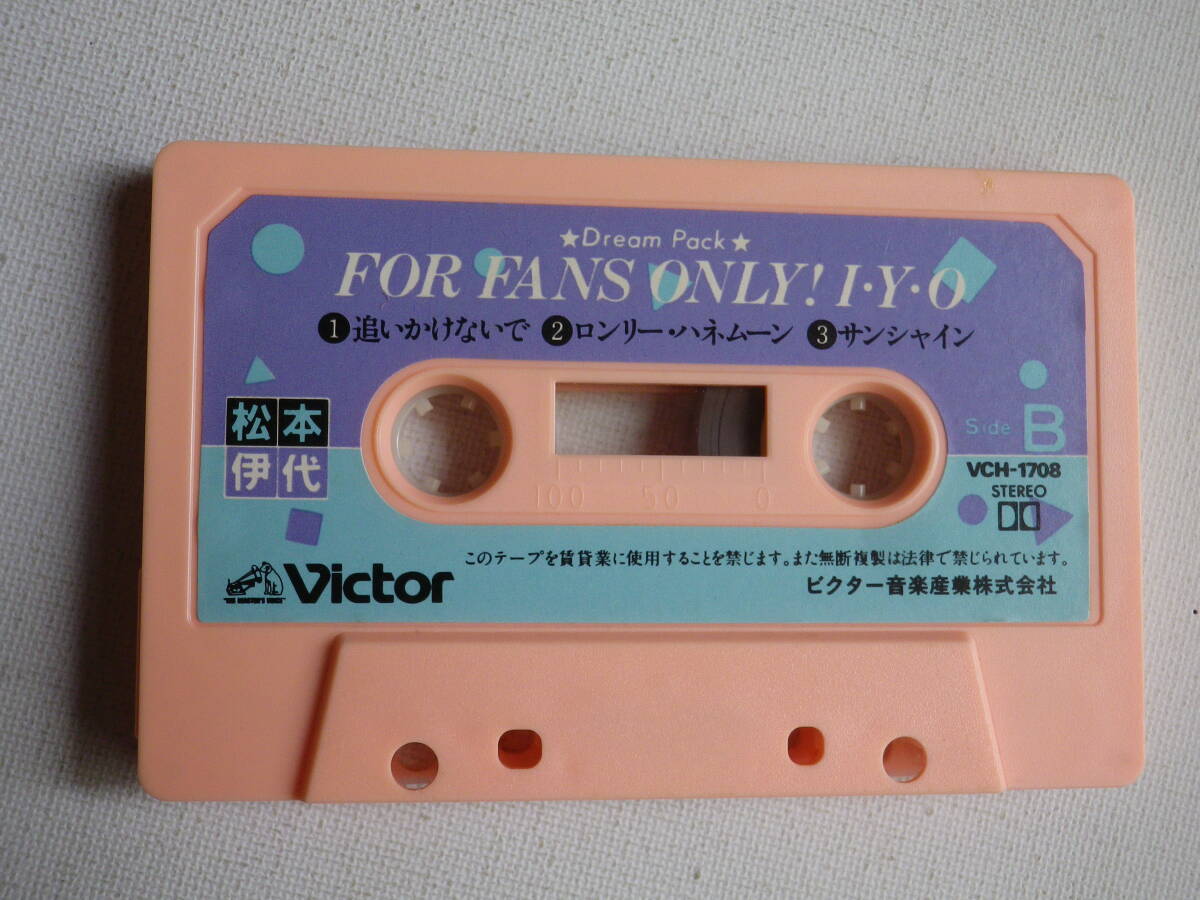 ★Dream Pack★
FOR FANS ONLY! I・Y・O
❶追いかけないで ❷ロンリー・ハネムーン ❸サンシャイン
松本
伊代
Side B
VCH-1708
STEREO
100 50 0
このテープを賃貸業に使用することを禁じます。また無断複製は法律で禁じられています。
"HIS MASTER'S VOICE"
Victor
ビクター音楽産業株式会社